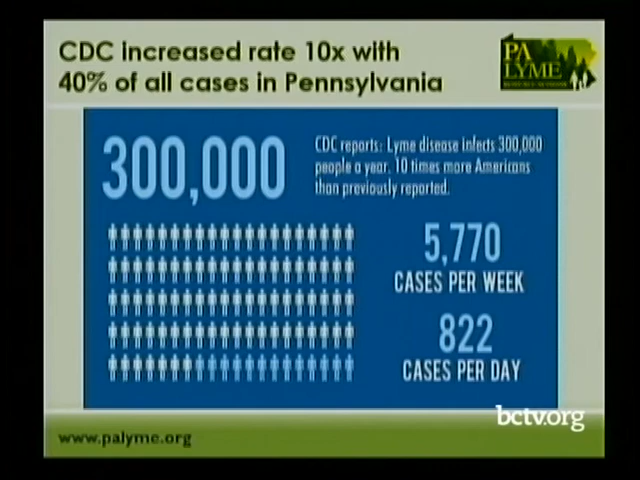 CDC increased rate 10x with
40% of all cases in Pennsylvania
PA
LYME
300,000
CDC reports: Lyme disease infects 300,000
people a year. 10 times more Americans
than previously reported.
5,770
CASES PER WEEK
822
CASES PER DAY
bctv.org
www.palyme.org